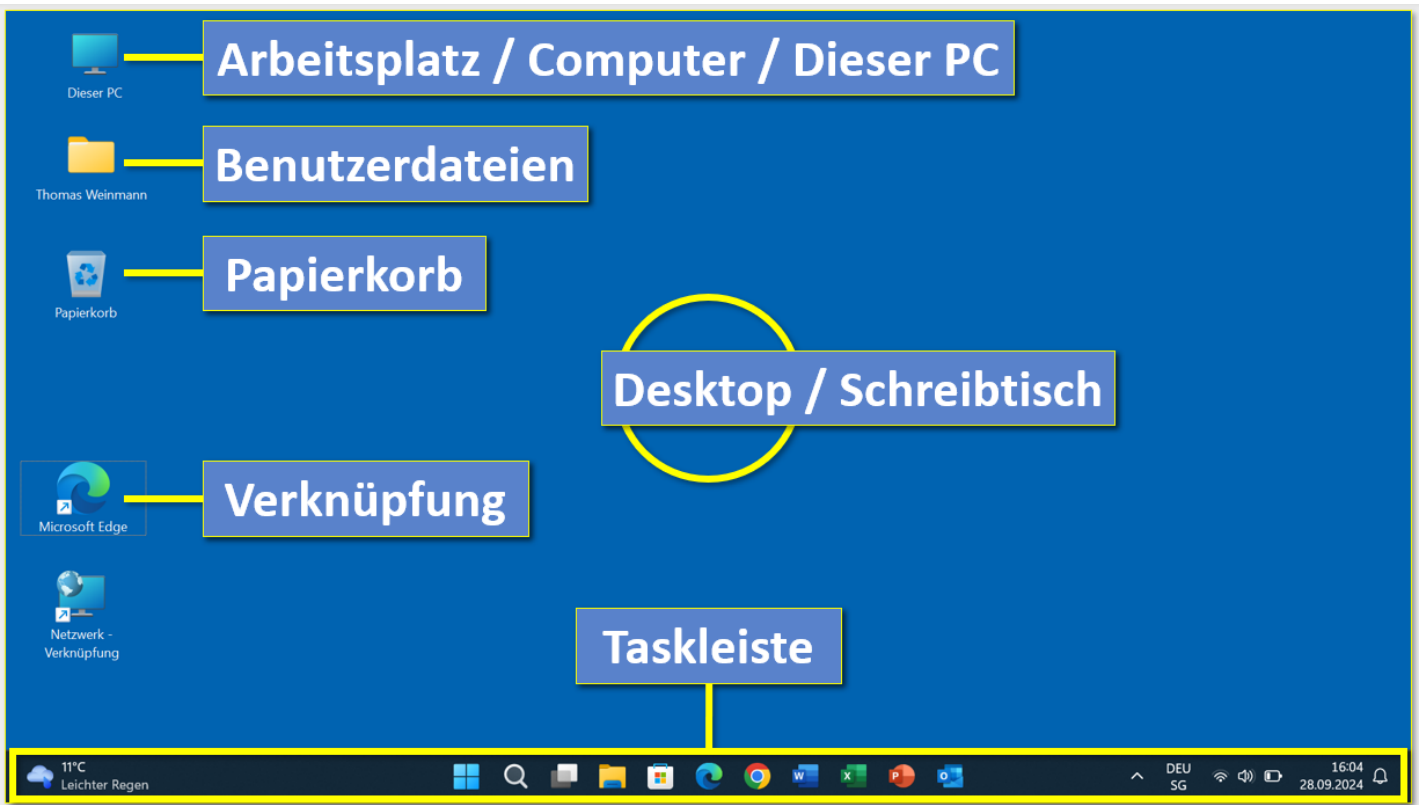 Arbeitsplatz / Computer / Dieser PC
Dieser PC
Benutzerdateien
Thomas Weinmann
Papierkorb
Papierkorb
Desktop / Schreibtisch
Verknüpfung
Microsoft Edge
Netzwerk -
Verknüpfung
Taskleiste
11°C
Leichter Regen
DEU
SG
16:04
28.09.2024